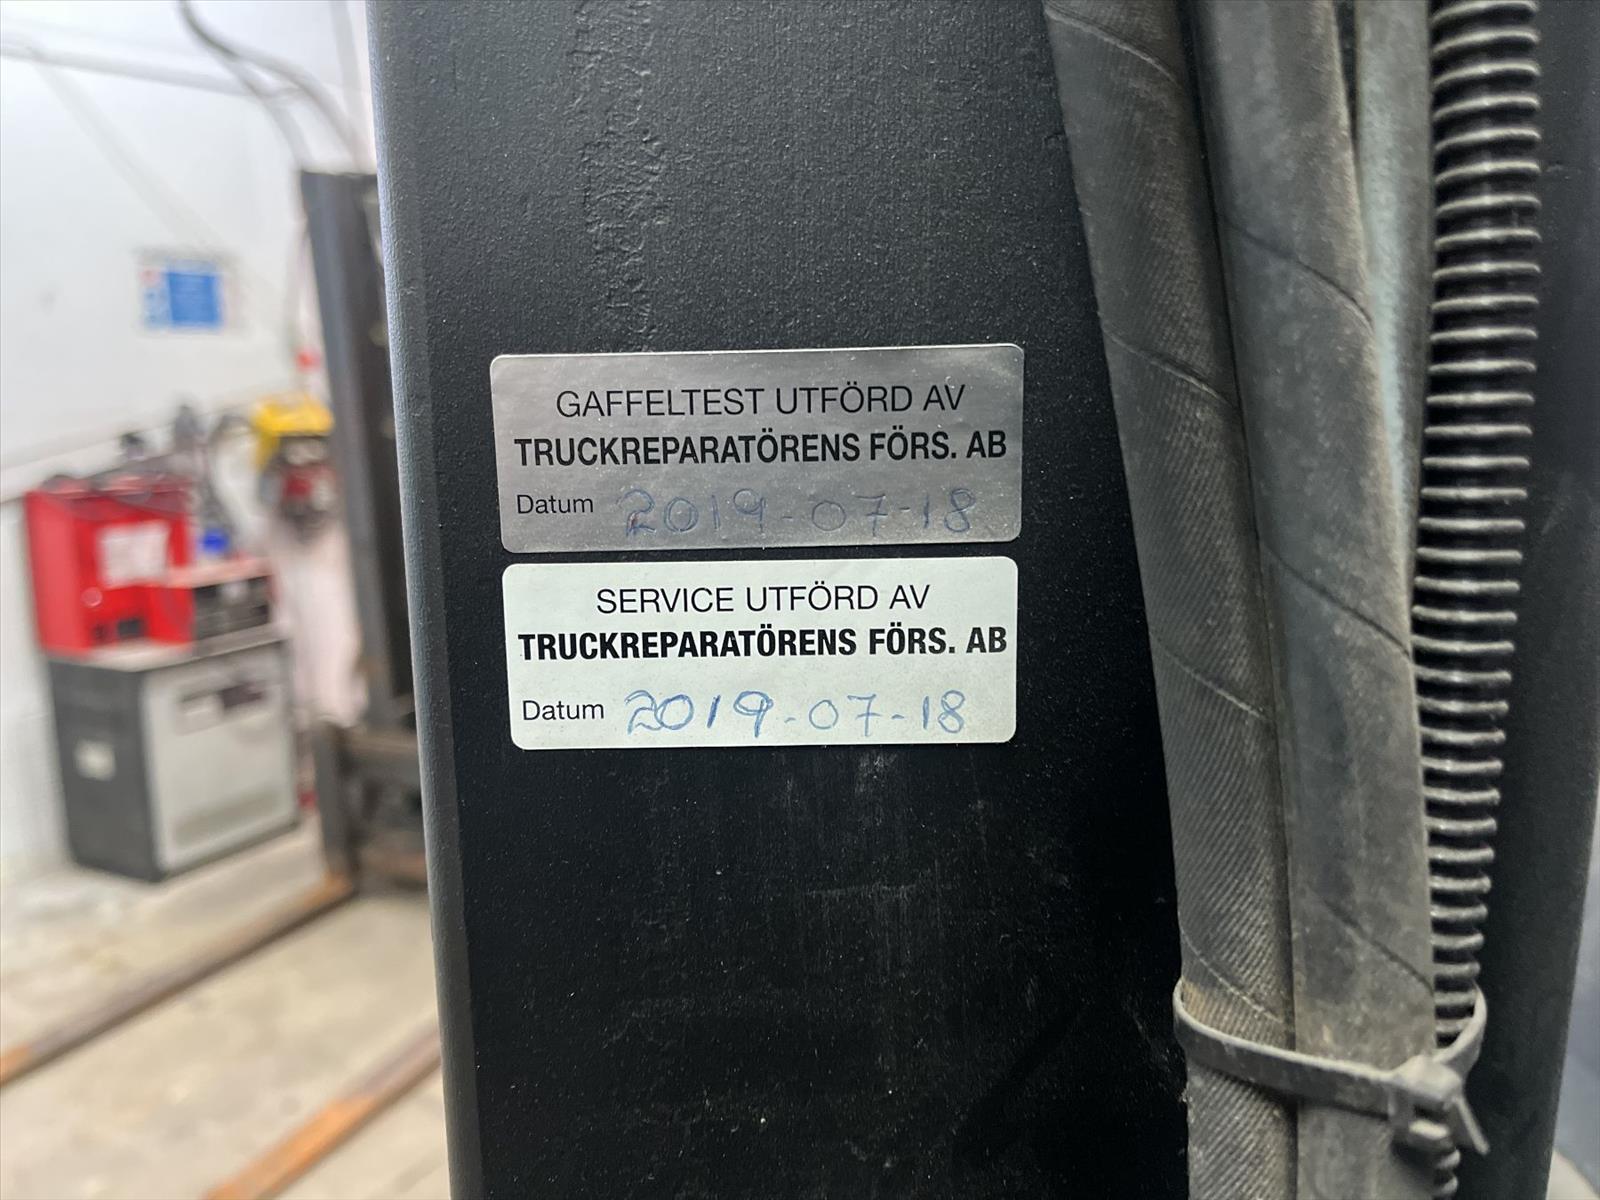 GAFFELTEST UTFÖRD AV
TRUCKREPARATÖRENS FÖRS. AB
Datum 2019-07-18
SERVICE UTFÖRD AV
TRUCKREPARATÖRENS FÖRS. AB
Datum 2019-07-18